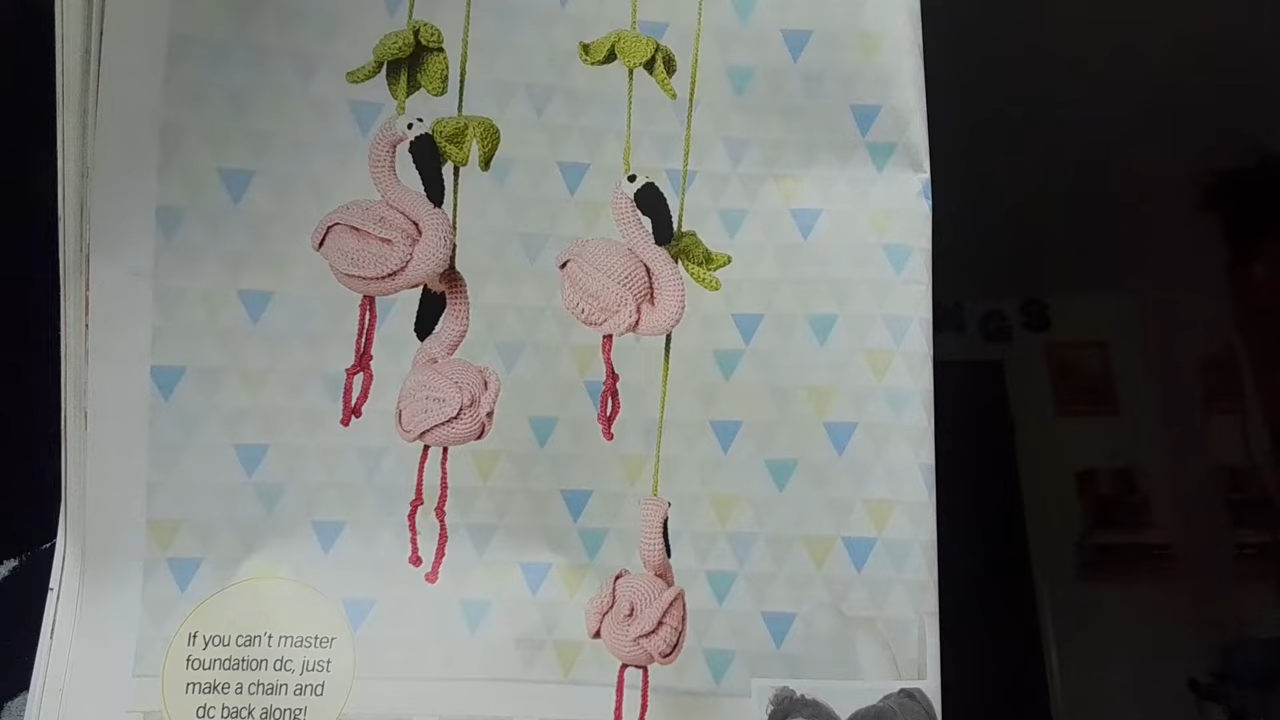 If you can't master
foundation dc, just
make a chain and
dc back along!